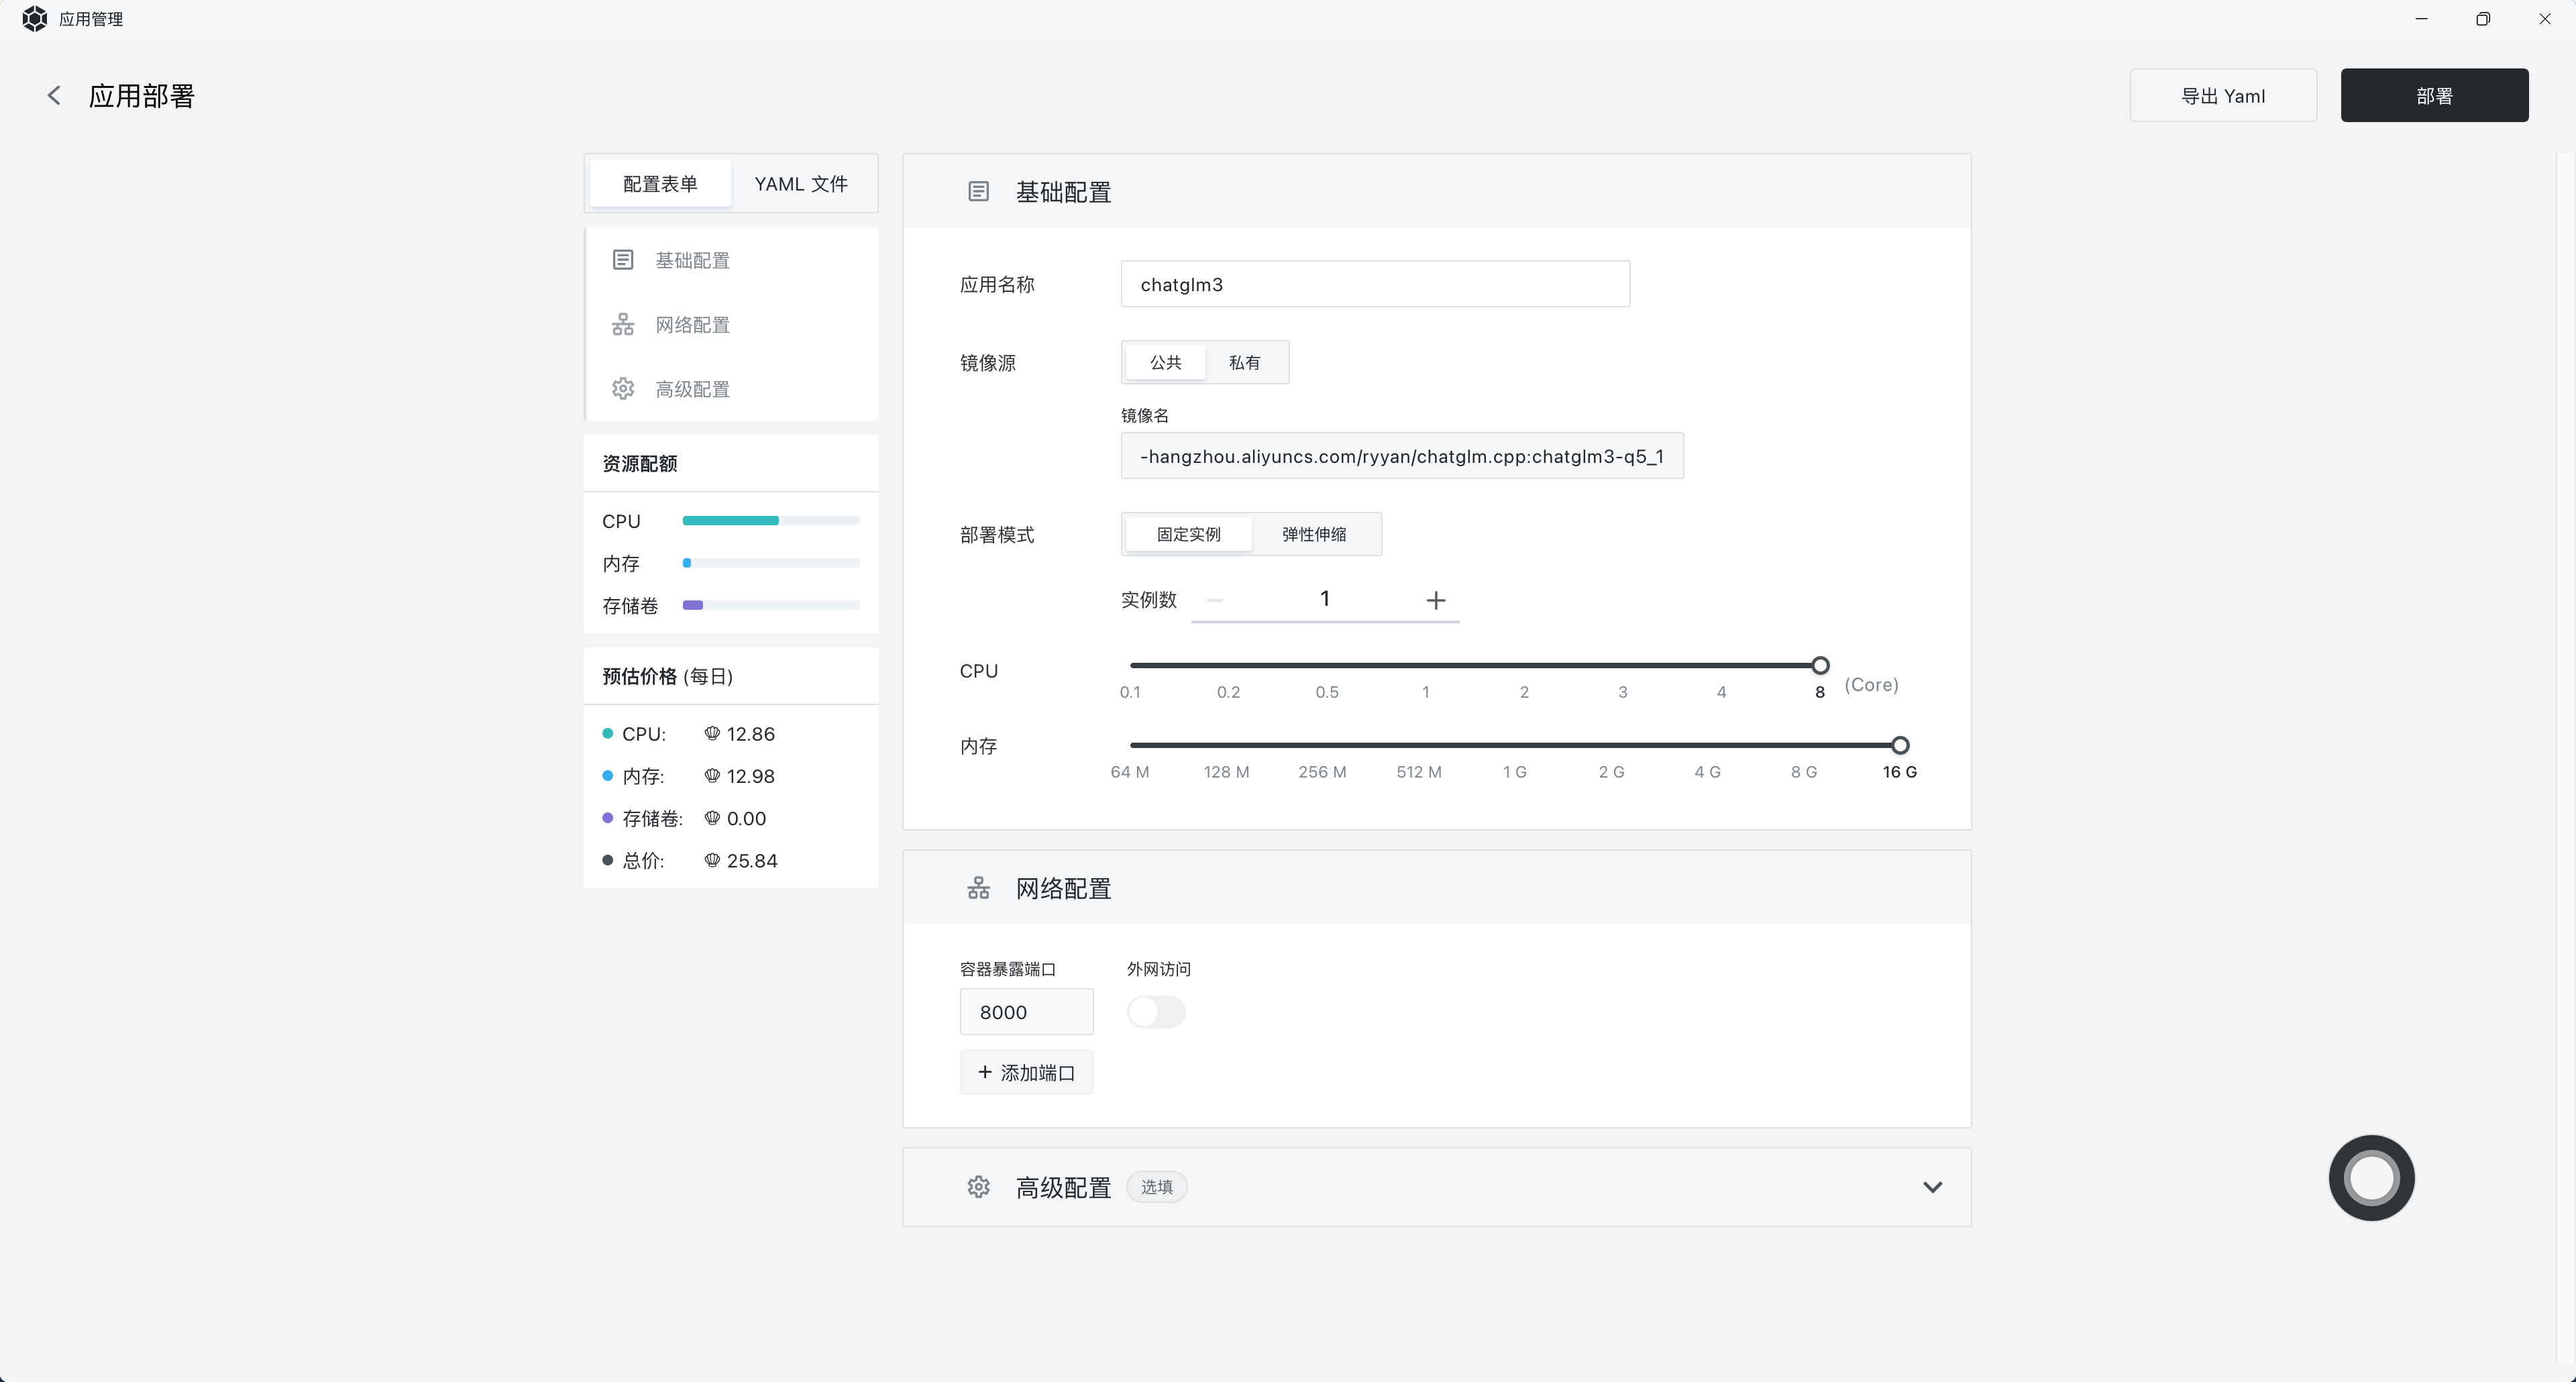 应用管理
应用部署
导出 Yaml
部署
配置表单
YAML 文件
基础配置
网络配置
高级配置
资源配额
CPU
内存
存储卷
预估价格 (每日)
CPU: 12.86
内存: 12.98
存储卷: 0.00
总价: 25.84
基础配置
应用名称
chatglm3
镜像源
公共
私有
镜像名
-hangzhou.aliyuncs.com/ryyan/chatglm.cpp:chatglm3-q5_1
部署模式
固定实例
弹性伸缩
实例数
1
CPU
0.1 0.2 0.5 1 2 3 4 8 (Core)
内存
64 M 128 M 256 M 512 M 1 G 2 G 4 G 8 G 16 G
网络配置
容器暴露端口
外网访问
8000
+ 添加端口
高级配置
选填